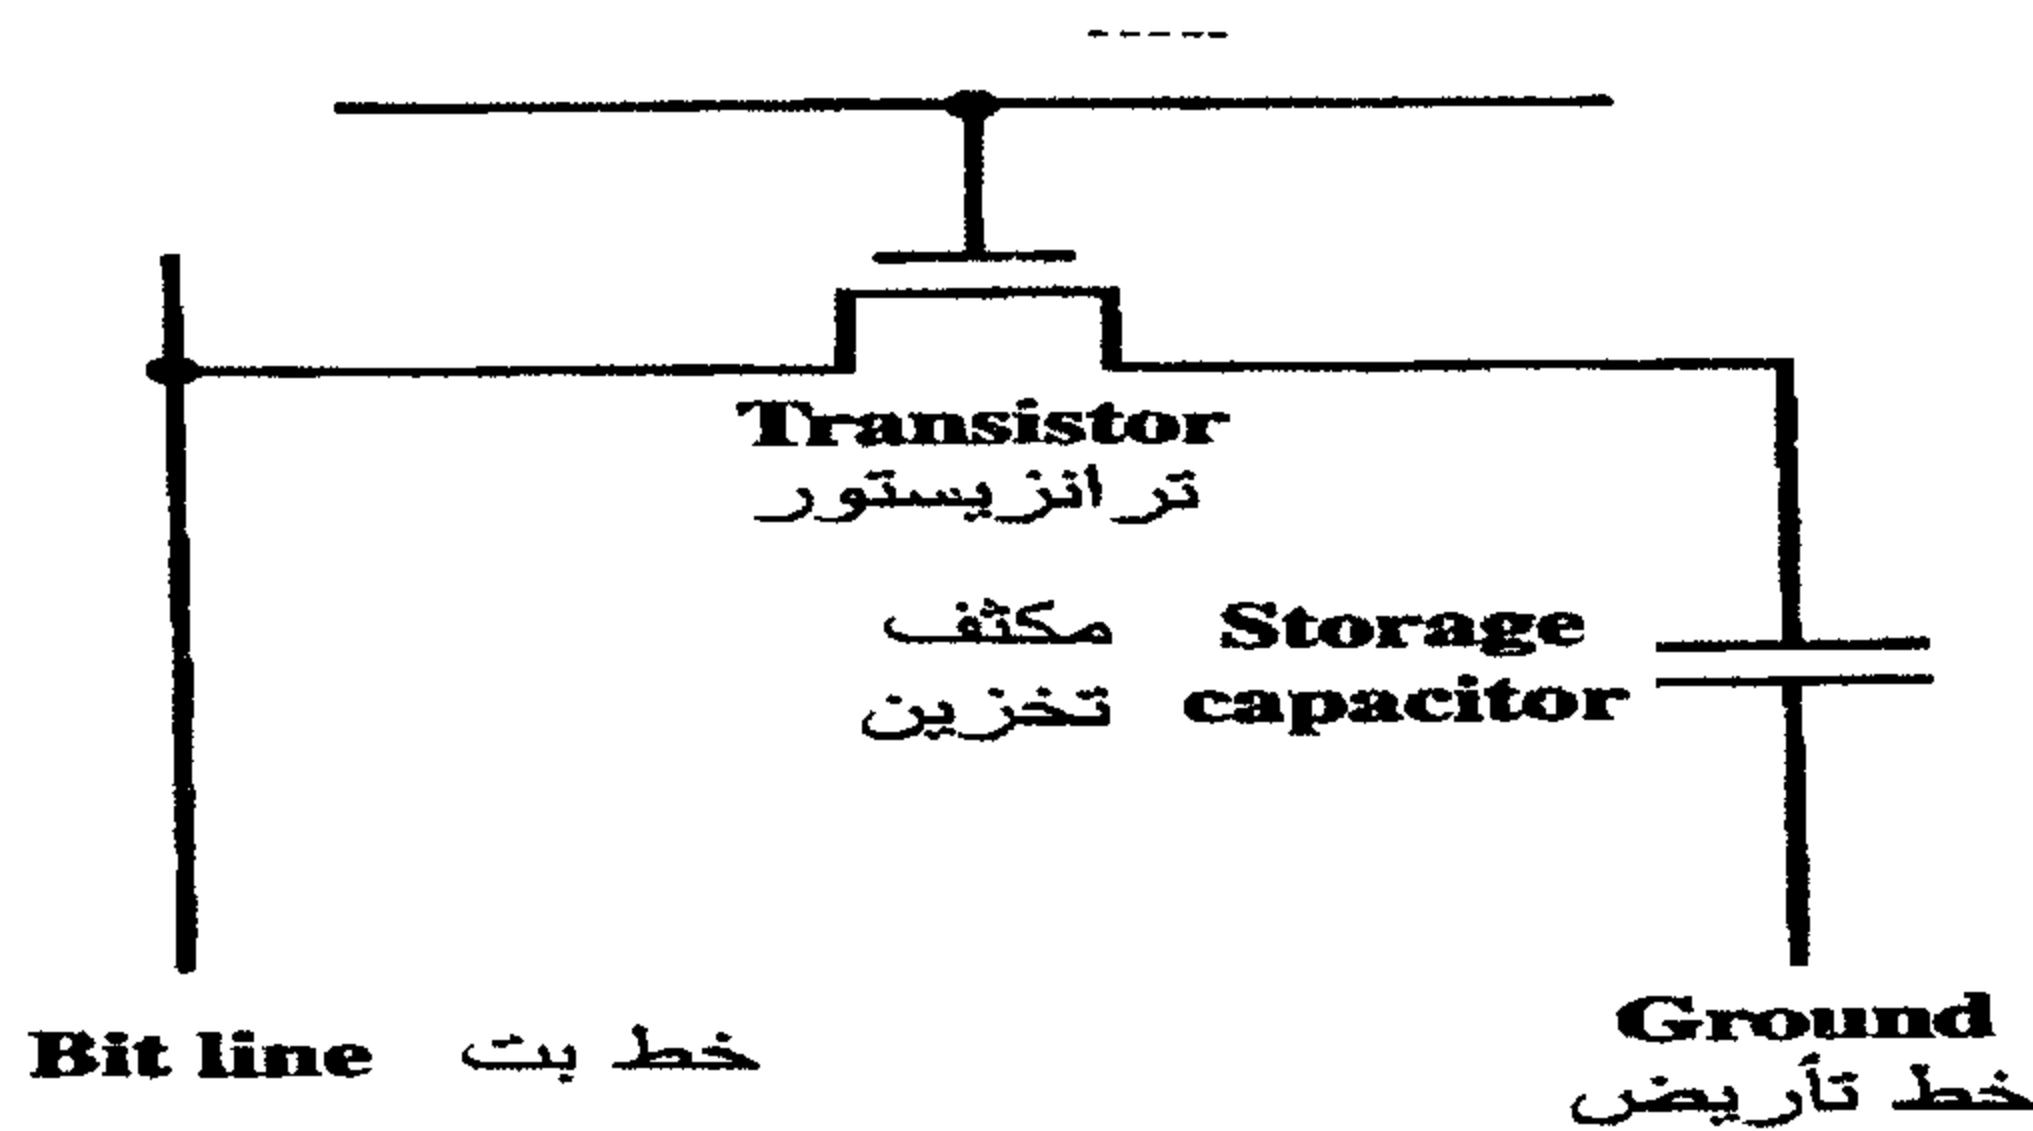 -----
Transistor
ترانزيستور
مكثف Storage
تخزين capacitor
Bit line خط بت
Ground
خط تأريض